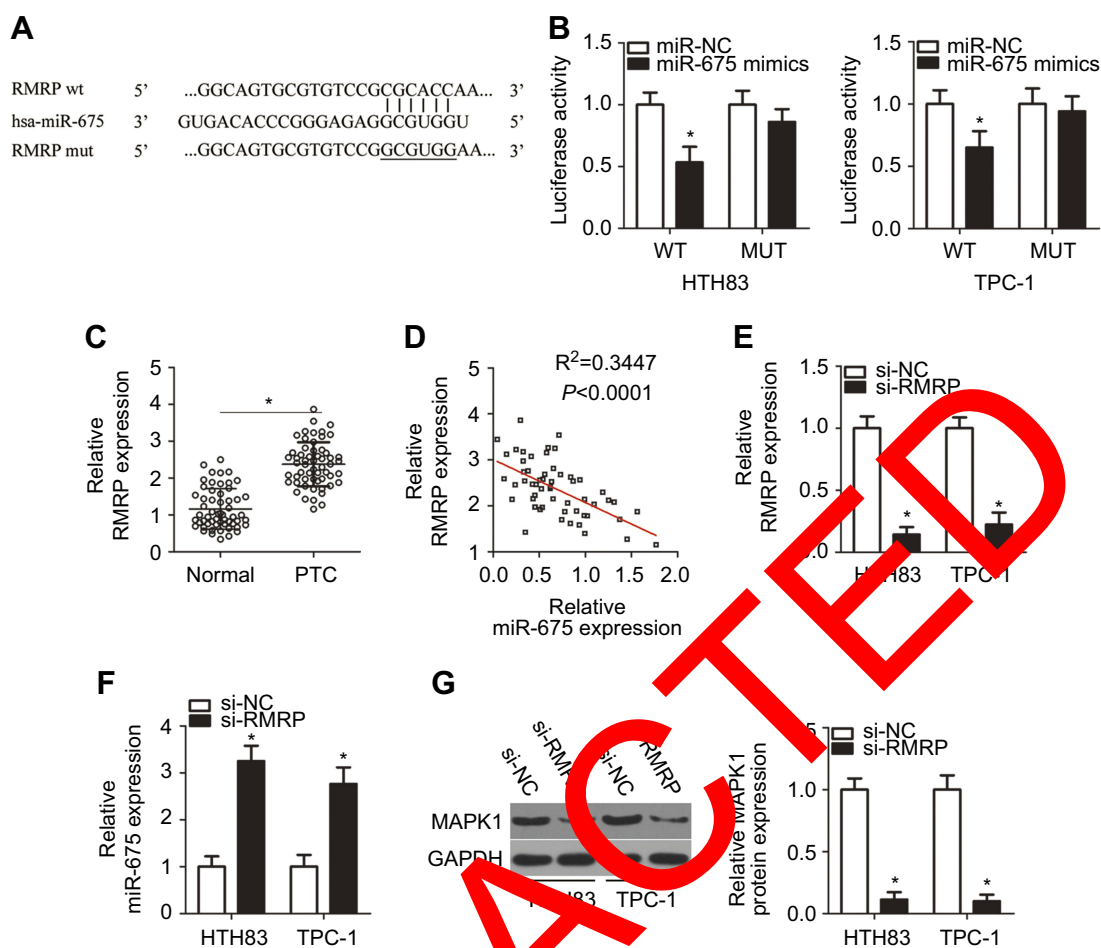 A
RMRP wt 5’ ...GGCAGTGCGTGTCCGCGCACCAA... 3’
hsa-miR-675 3’ GUGACACCCGGGAGAGGCGUGGU 5’
RMRP mut 5’ ...GGCAGTGCGTGTCCGGCGUGGAA... 3’
B
miR-NC
miR-675 mimics
Luciferase activity
1.5
1.0
0.5
0.0
*
WT MUT
HTH83
miR-NC
miR-675 mimics
Luciferase activity
1.5
1.0
0.5
0.0
*
WT MUT
TPC-1
C
Relative
RMRP expression
5
4
3
2
1
0
*
Normal PTC
D
R²=0.3447
P<0.0001
Relative
RMRP expression
5
4
3
2
1
0.0 0.5 1.0 1.5 2.0
Relative
miR-675 expression
E
si-NC
si-RMRP
Relative
RMRP expression
1.5
1.0
0.5
* *
HTH83 TPC-1
F
si-NC
si-RMRP
Relative
miR-675 expression
4
3
2
1
0
* *
HTH83 TPC-1
G
si-NC
si-NC
RMRP
MAPK1
GAPDH
TPC-1
si-NC
si-RMRP
Relative MAPK1
protein expression
1.0
0.5
0.0
* *
HTH83 TPC-1
ACTED